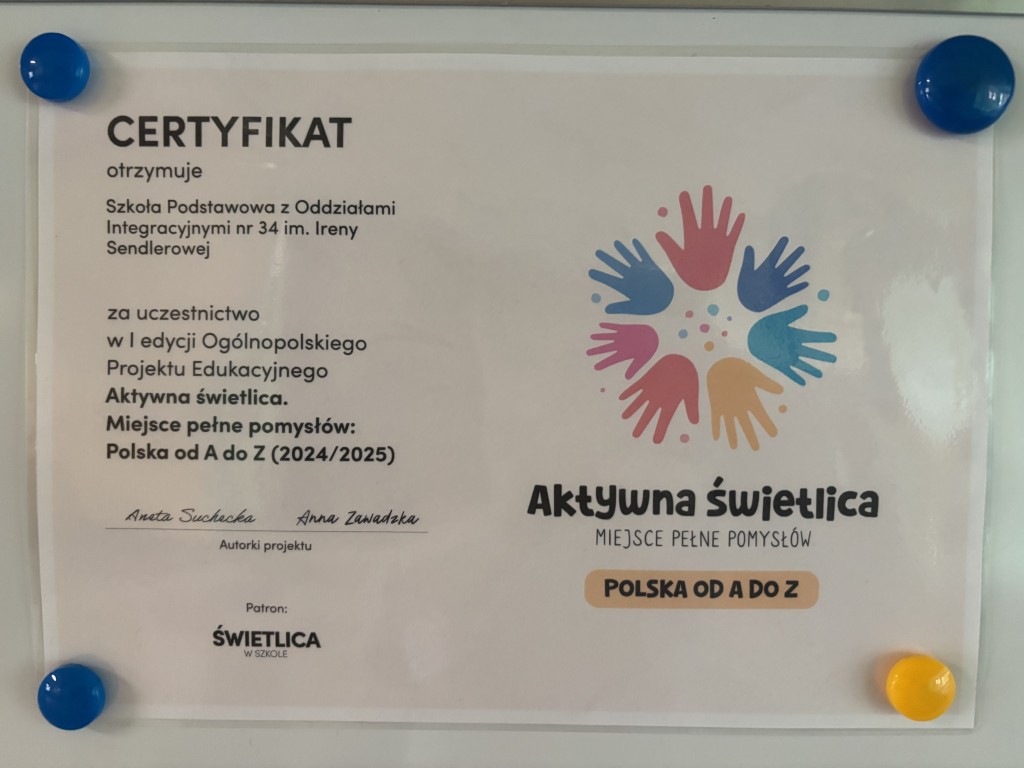 CERTYFIKAT
otrzymuje
Szkoła Podstawowa z Oddziałami
Integracyjnymi nr 34 im. Ireny
Sendlerowej
za uczestnictwo
w I edycji Ogólnopolskiego
Projektu Edukacyjnego
Aktywna świetlica.
Miejsce pełne pomysłów:
Polska od A do Z (2024/2025)
Aneta Suchecka Anna Zawadzka
Autorki projektu
Patron:
ŚWIETLICA
W SZKOLE
Aktywna świetlica
MIEJSCE PEŁNE POMYSŁÓW
POLSKA OD A DO Z